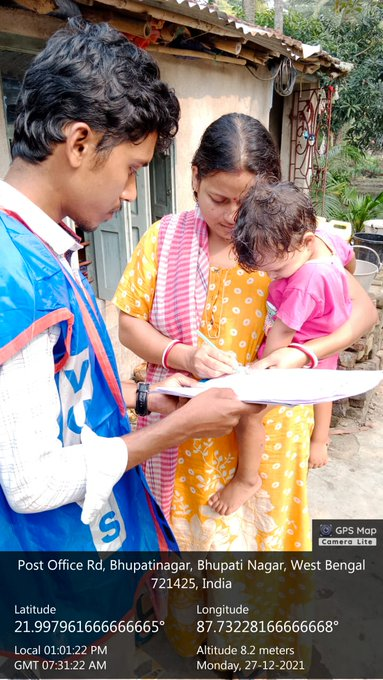 GPS Map
Camera Lite
Post Office Rd, Bhupatinagar, Bhupati Nagar, West Bengal
721425, India
Latitude
21.997961666666665°
Longitude
87.73228166666668°
Local 01:01:22 PM
GMT 07:31:22 AM
Altitude 8.2 meters
Monday, 27-12-2021